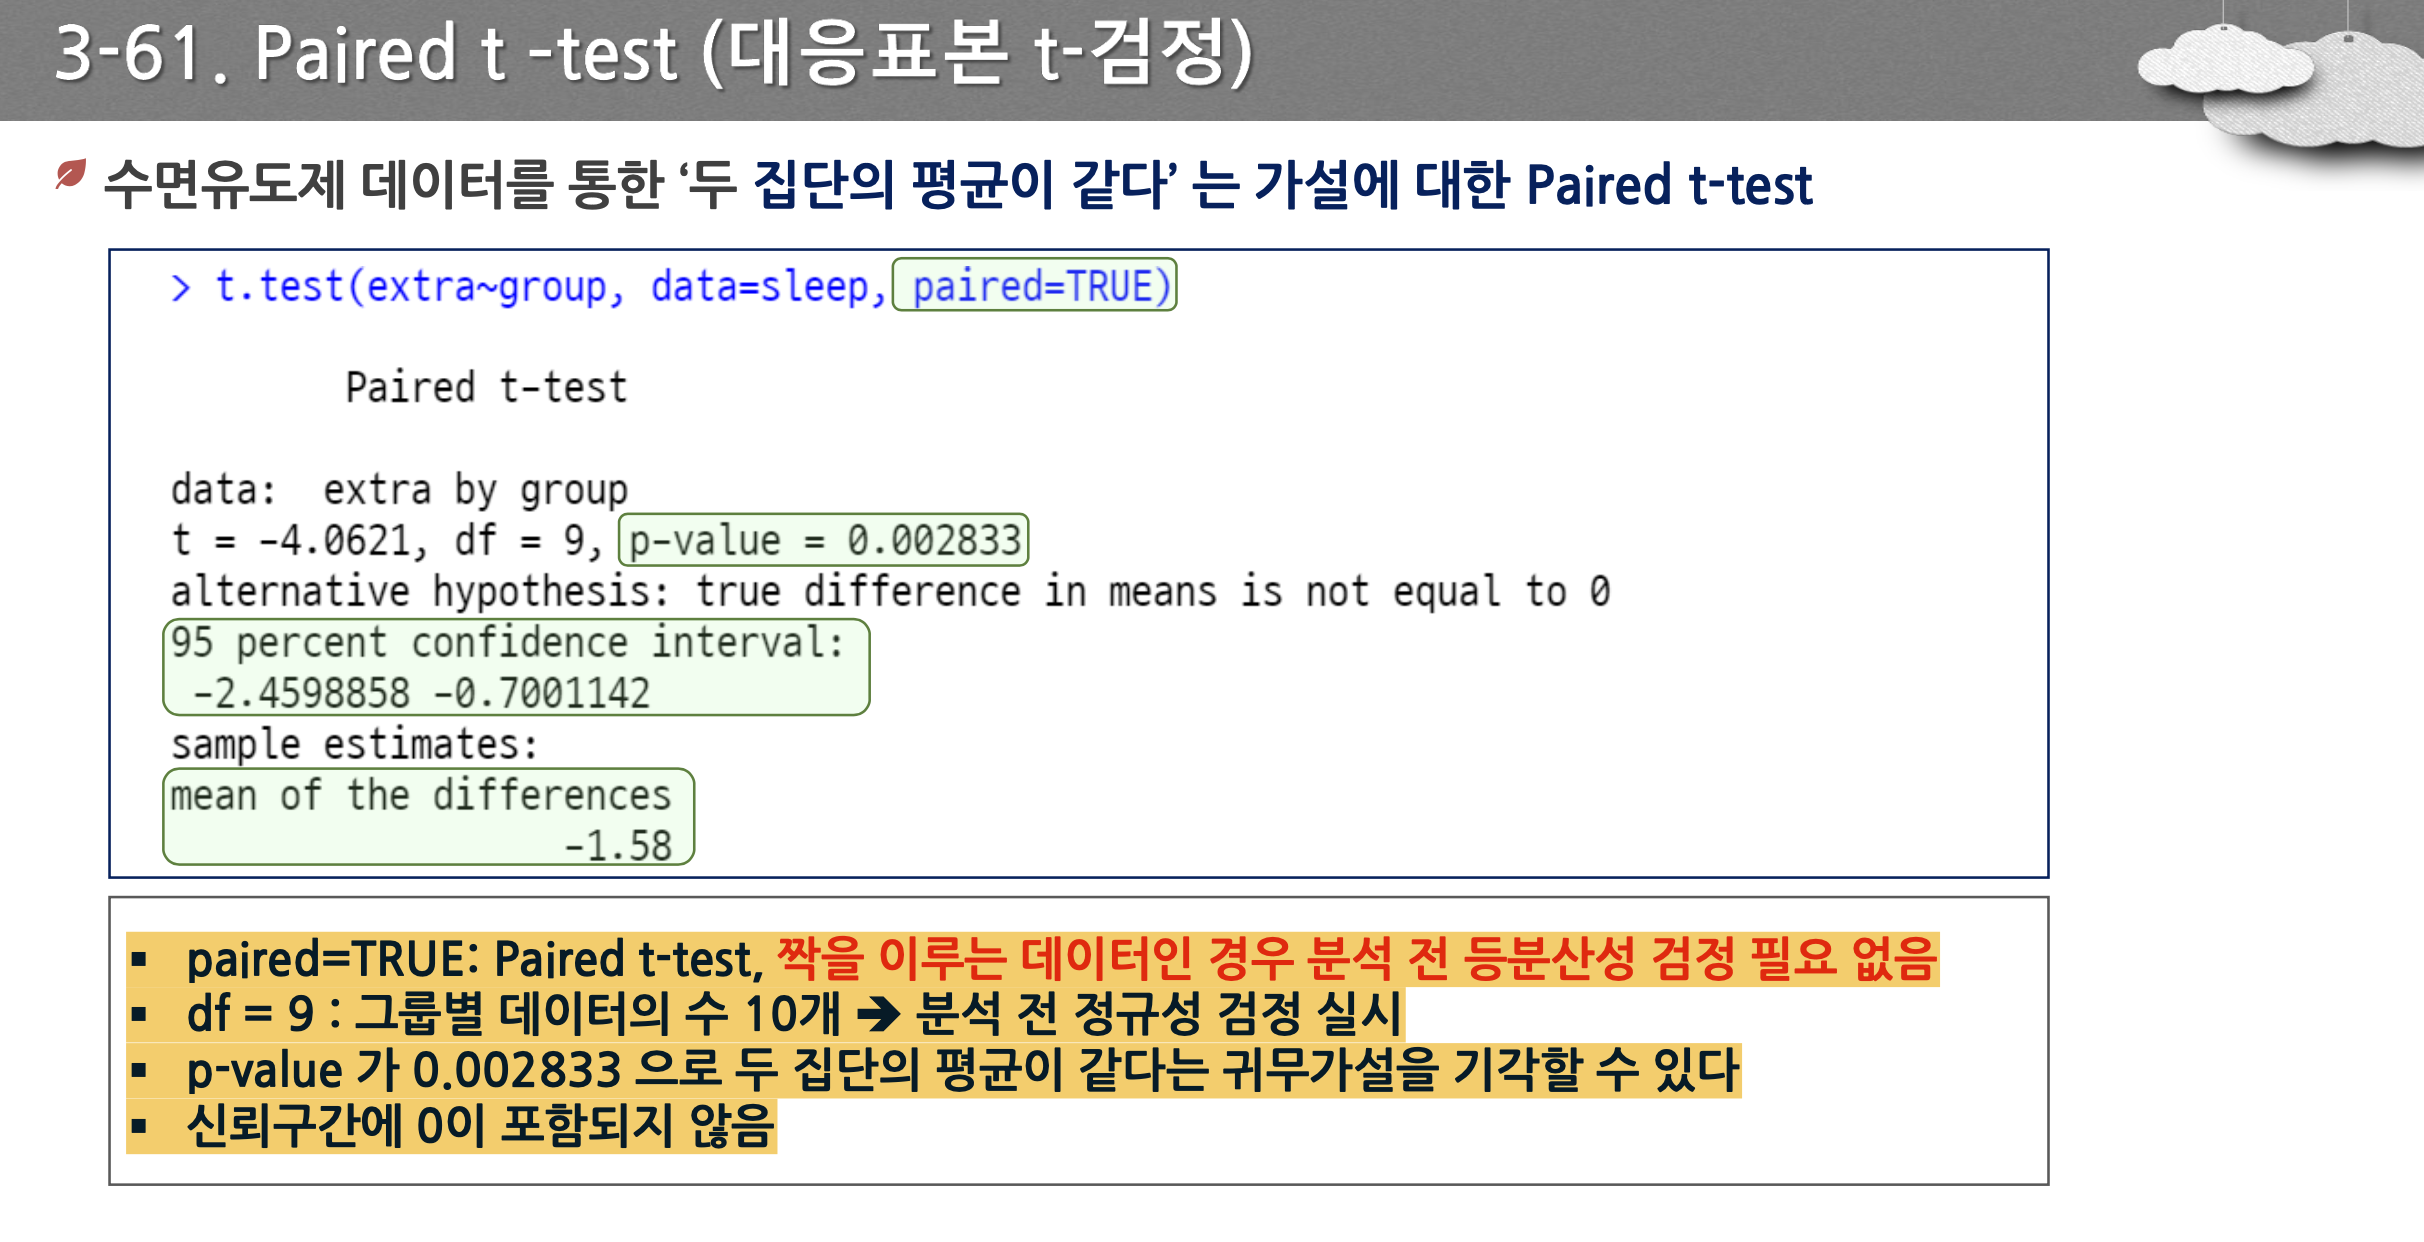 3-61. Paired t -test (대응표본 t-검정)
수면유도제 데이터를 통한 ‘두 집단의 평균이 같다’ 는 가설에 대한 Paired t-test
> t.test(extra~group, data=sleep, paired=TRUE)
Paired t-test
data:  extra by group
t = -4.0621, df = 9, p-value = 0.002833
alternative hypothesis: true difference in means is not equal to 0
95 percent confidence interval:
-2.4598858 -0.7001142
sample estimates:
mean of the differences
-1.58
▪ paired=TRUE: Paired t-test, 짝을 이루는 데이터인 경우 분석 전 등분산성 검정 필요 없음
▪ df = 9 : 그룹별 데이터의 수 10개 ➔ 분석 전 정규성 검정 실시
▪ p-value 가 0.002833 으로 두 집단의 평균이 같다는 귀무가설을 기각할 수 있다
▪ 신뢰구간에 0이 포함되지 않음